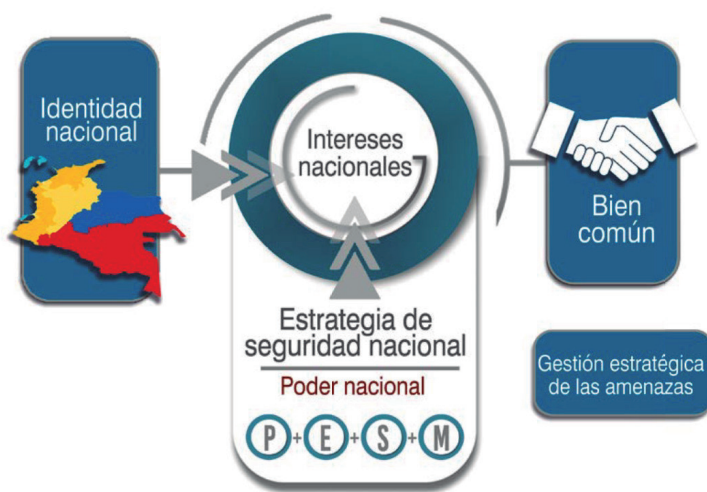 Identidad
nacional
Intereses
nacionales
Bien
común
Estrategia de
seguridad nacional
Poder nacional
P+E+S+M
Gestión estratégica
de las amenazas